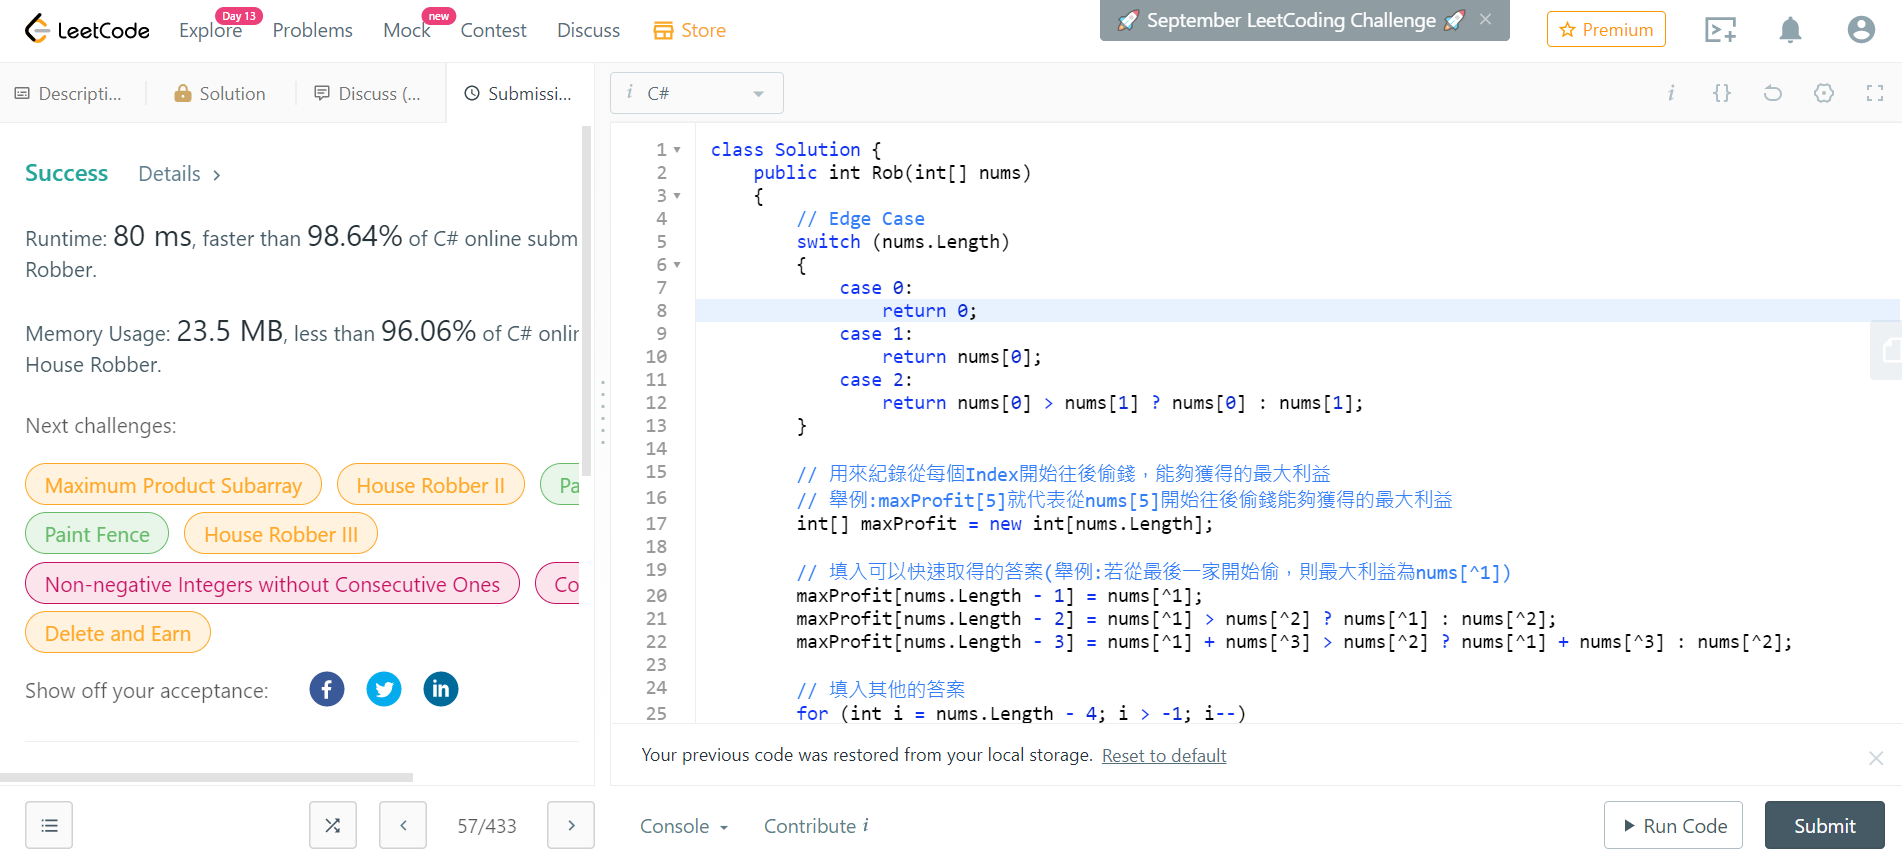 LeetCode
Explore
Day 13
Problems
Mock
new
Contest
Discuss
Store
🚀 September LeetCoding Challenge 🚀 ×
Premium
Descripti...
Solution
Discuss (...
Submissi...
i C#
Success
Details >
Runtime: 80 ms, faster than 98.64% of C# online subm
Robber.
Memory Usage: 23.5 MB, less than 96.06% of C# onlin
House Robber.
Next challenges:
Maximum Product Subarray
House Robber II
Pa
Paint Fence
House Robber III
Non-negative Integers without Consecutive Ones
Co
Delete and Earn
Show off your acceptance:
1 class Solution {
2 public int Rob(int[] nums)
3 {
4 // Edge Case
5 switch (nums.Length)
6 {
7 case 0:
8 return 0;
9 case 1:
10 return nums[0];
11 case 2:
12 return nums[0] > nums[1] ? nums[0] : nums[1];
13 }
14
15 // 用來紀錄從每個Index開始往後偷錢，能夠獲得的最大利益
16 // 舉例:maxProfit[5]就代表從nums[5]開始往後偷錢能夠獲得的最大利益
17 int[] maxProfit = new int[nums.Length];
18
19 // 填入可以快速取得的答案(舉例:若從最後一家開始偷，則最大利益為nums[^1])
20 maxProfit[nums.Length - 1] = nums[^1];
21 maxProfit[nums.Length - 2] = nums[^1] > nums[^2] ? nums[^1] : nums[^2];
22 maxProfit[nums.Length - 3] = nums[^1] + nums[^3] > nums[^2] ? nums[^1] + nums[^3] : nums[^2];
23
24 // 填入其他的答案
25 for (int i = nums.Length - 4; i > -1; i--)
Your previous code was restored from your local storage. Reset to default
57/433
Console
Contribute i
Run Code
Submit